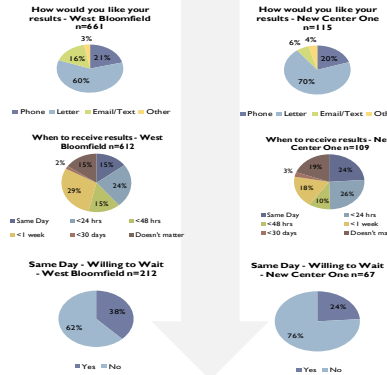 How would you like your
results - West Bloomfield
n=661
3%
16%
21%
60%
Phone Letter Email/Text Other
When to receive results - West
Bloomfield n=612
2%
15%
15%
24%
29%
15%
Same Day <24 hrs <48 hrs
<1 week <30 days Doesn't matter
Same Day - Willing to Wait
- West Bloomfield n=212
38%
62%
Yes No
How would you like your
results - New Center One
n=115
4%
6%
20%
70%
Phone Letter Email/Text Ot
When to receive results - Ne
Center One n=109
19%
24%
3%
18%
26%
10%
Same Day <24 hrs
<48 hrs <1 week
<30 days Doesn't matte
Same Day - Willing to Wait
- New Center One n=67
24%
76%
Yes No